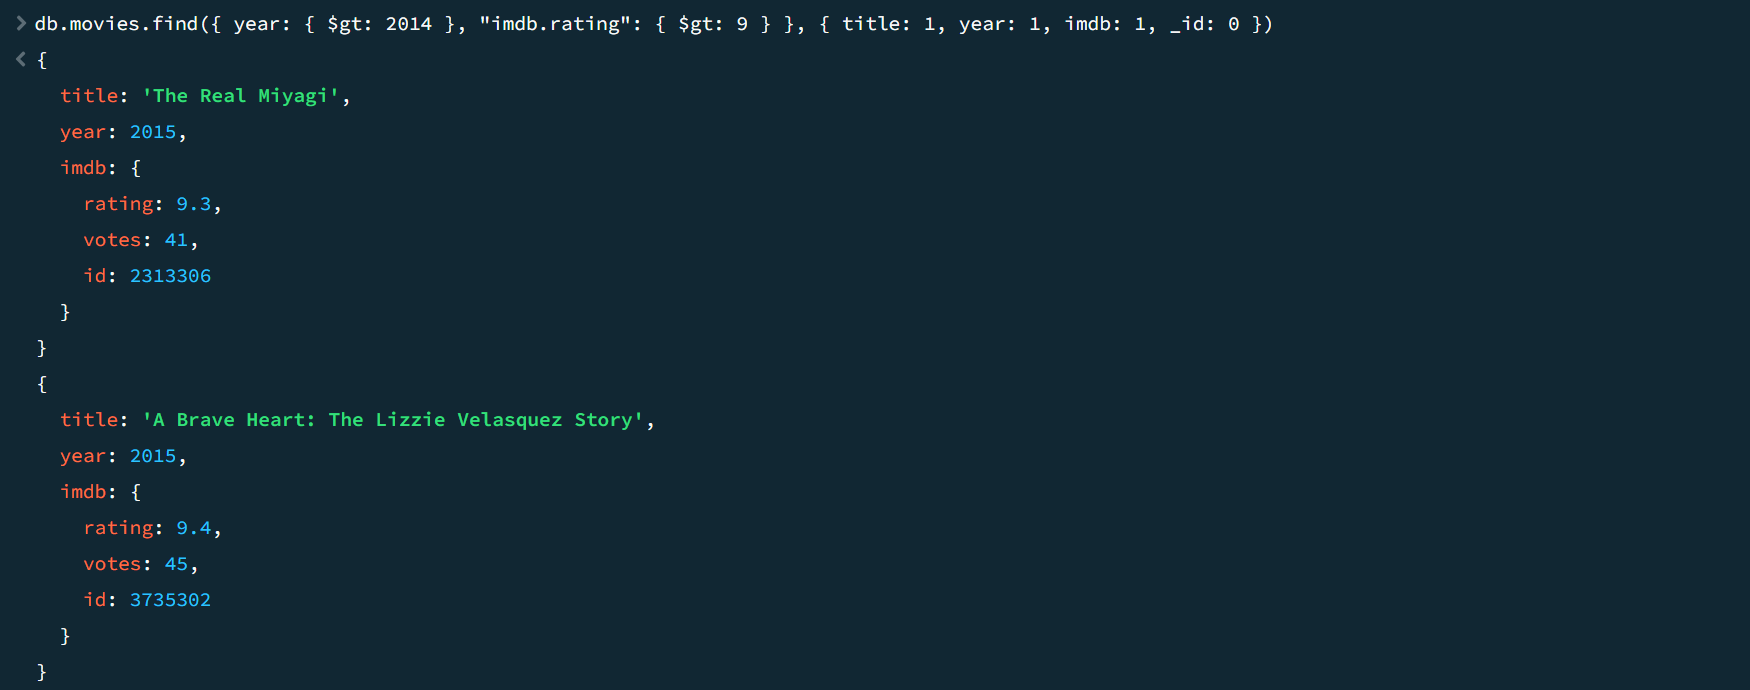 > db.movies.find({ year: { $gt: 2014 }, "imdb.rating": { $gt: 9 } }, { title: 1, year: 1, imdb: 1, _id: 0 })
< {
title: 'The Real Miyagi',
year: 2015,
imdb: {
rating: 9.3,
votes: 41,
id: 2313306
}
}
{
title: 'A Brave Heart: The Lizzie Velasquez Story',
year: 2015,
imdb: {
rating: 9.4,
votes: 45,
id: 3735302
}
}